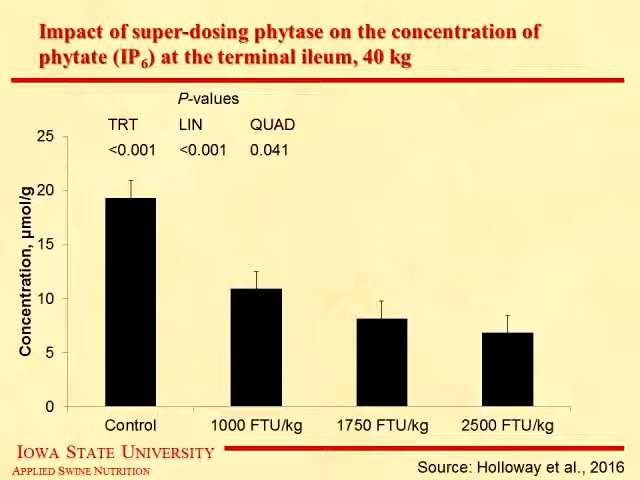 Impact of super-dosing phytase on the concentration of
phytate (IP6) at the terminal ileum, 40 kg
P-values
TRT LIN QUAD
<0.001 <0.001 0.041
Concentration, µmol/g
25
20
15
10
5
0
Control 1000 FTU/kg 1750 FTU/kg 2500 FTU/kg
IOWA STATE UNIVERSITY
APPLIED SWINE NUTRITION
Source: Holloway et al., 2016